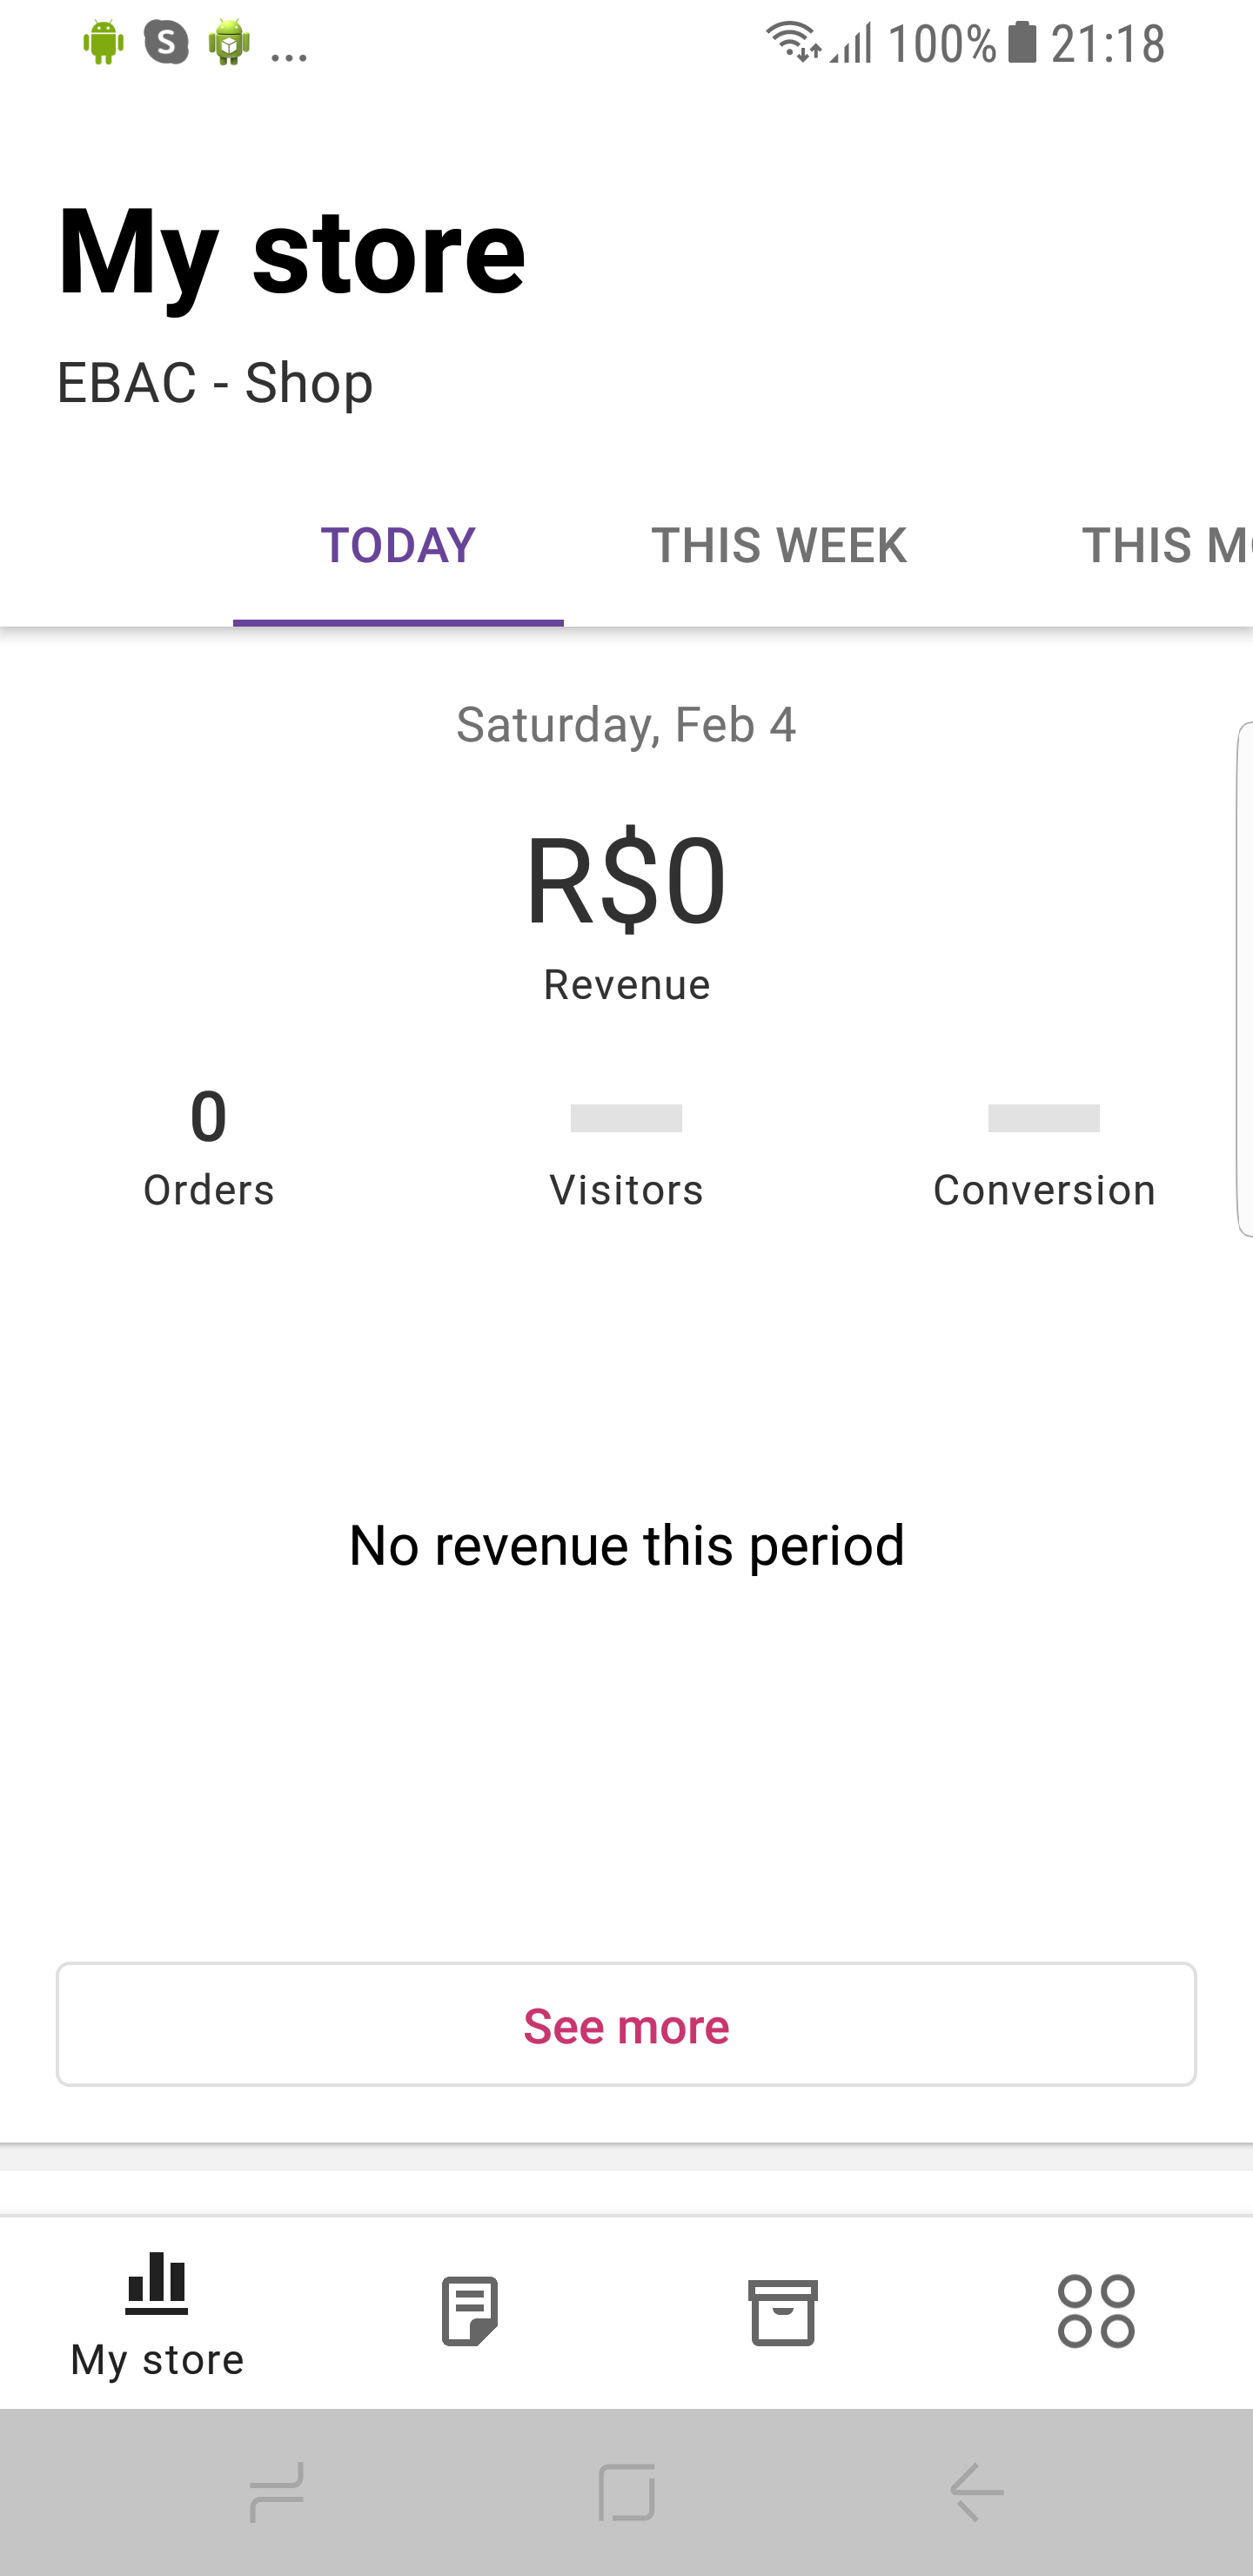 ... 100% 21:18
My store
EBAC - Shop
TODAY THIS WEEK THIS M
Saturday, Feb 4
R$0
Revenue
0
Orders Visitors Conversion
No revenue this period
See more
My store